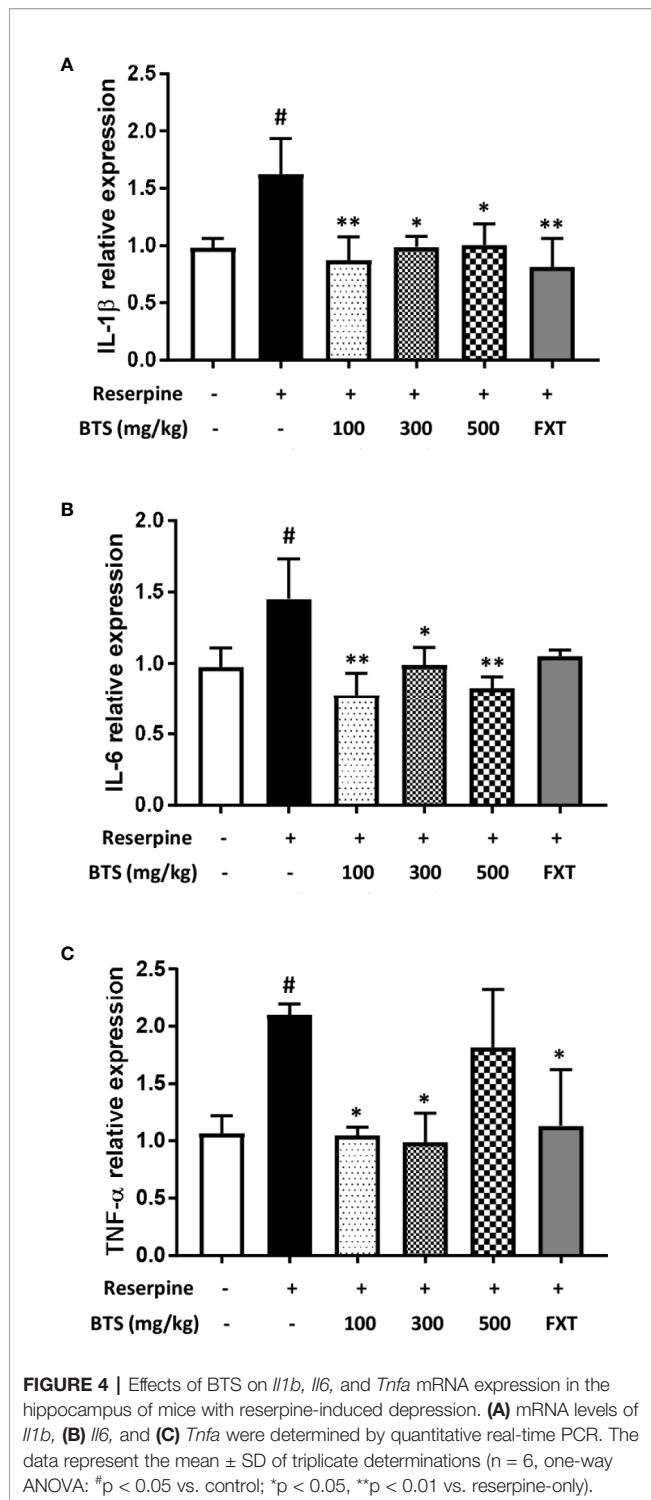 A
IL-1β relative expression
2.5
2.0
1.5
1.0
0.5
0.0
#
**
*
*
**
Reserpine - + + + + +
BTS (mg/kg) - - 100 300 500 FXT
B
IL-6 relative expression
2.0
1.5
1.0
0.5
0.0
#
**
*
**
Reserpine - + + + + +
BTS (mg/kg) - - 100 300 500 FXT
C
TNF-α relative expression
2.5
2.0
1.5
1.0
0.5
0.0
#
*
*
*
Reserpine - + + + + +
BTS (mg/kg) - - 100 300 500 FXT
FIGURE 4 | Effects of BTS on Il1b, Il6, and Tnfa mRNA expression in the
hippocampus of mice with reserpine-induced depression. (A) mRNA levels of
Il1b, (B) Il6, and (C) Tnfa were determined by quantitative real-time PCR. The
data represent the mean ± SD of triplicate determinations (n = 6, one-way
ANOVA: #p < 0.05 vs. control; *p < 0.05, **p < 0.01 vs. reserpine-only).